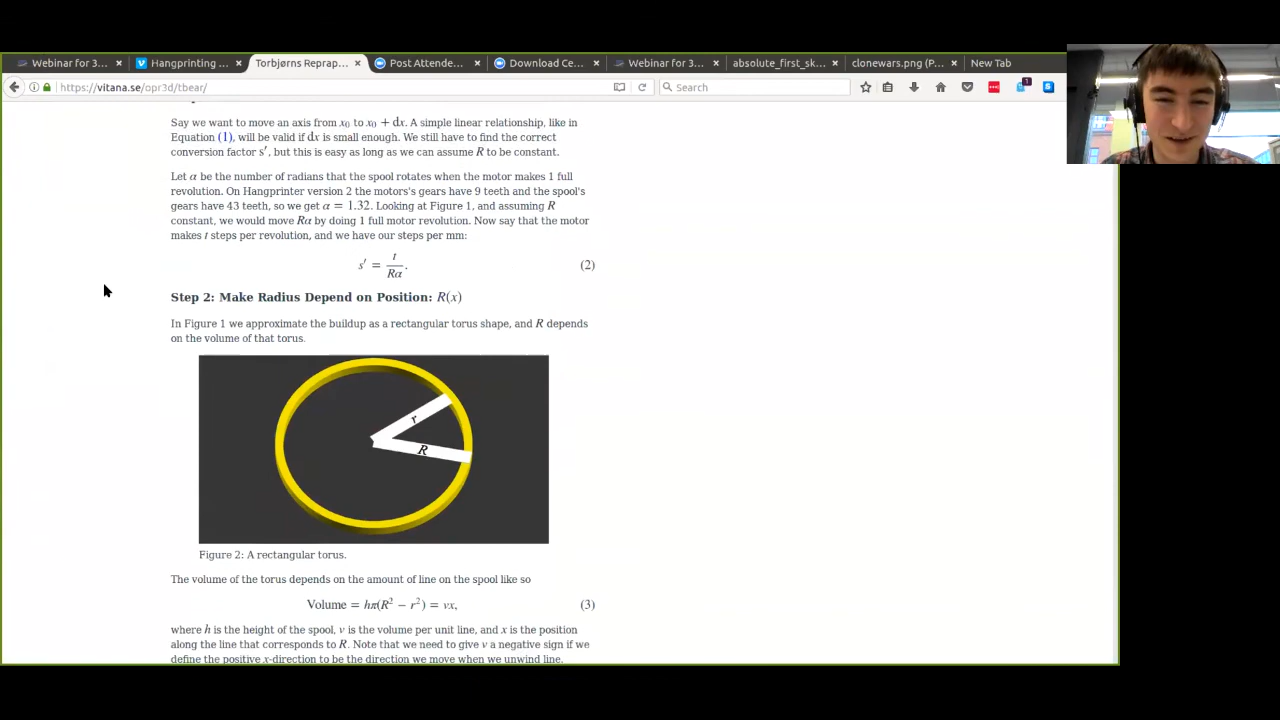 Webinar for 3...
Hangprinting ...
Torbjørns Reprap...
Post Attende...
Download Ce...
Webinar for 3...
absolute_first_sk...
clonewars.png (P...
New Tab
https://vitana.se/opr3d/tbear/
Search
1
Say we want to move an axis from x₀ to x₀ + dx. A simple linear relationship, like in
Equation (1), will be valid if dx is small enough. We still have to find the correct
conversion factor s′, but this is easy as long as we can assume R to be constant.
Let α be the number of radians that the spool rotates when the motor makes 1 full
revolution. On Hangprinter version 2 the motors's gears have 9 teeth and the spool's
gears have 43 teeth, so we get α = 1.32. Looking at Figure 1, and assuming R
constant, we would move Rα by doing 1 full motor revolution. Now say that the motor
makes t steps per revolution, and we have our steps per mm:
s′ = t/Rα. (2)
Step 2: Make Radius Depend on Position: R(x)
In Figure 1 we approximate the buildup as a rectangular torus shape, and R depends
on the volume of that torus.
r
R
Figure 2: A rectangular torus.
The volume of the torus depends on the amount of line on the spool like so
Volume = hπ(R² − r²) = vx, (3)
where h is the height of the spool, v is the volume per unit line, and x is the position
along the line that corresponds to R. Note that we need to give v a negative sign if we
define the positive x-direction to be the direction we move when we unwind line.